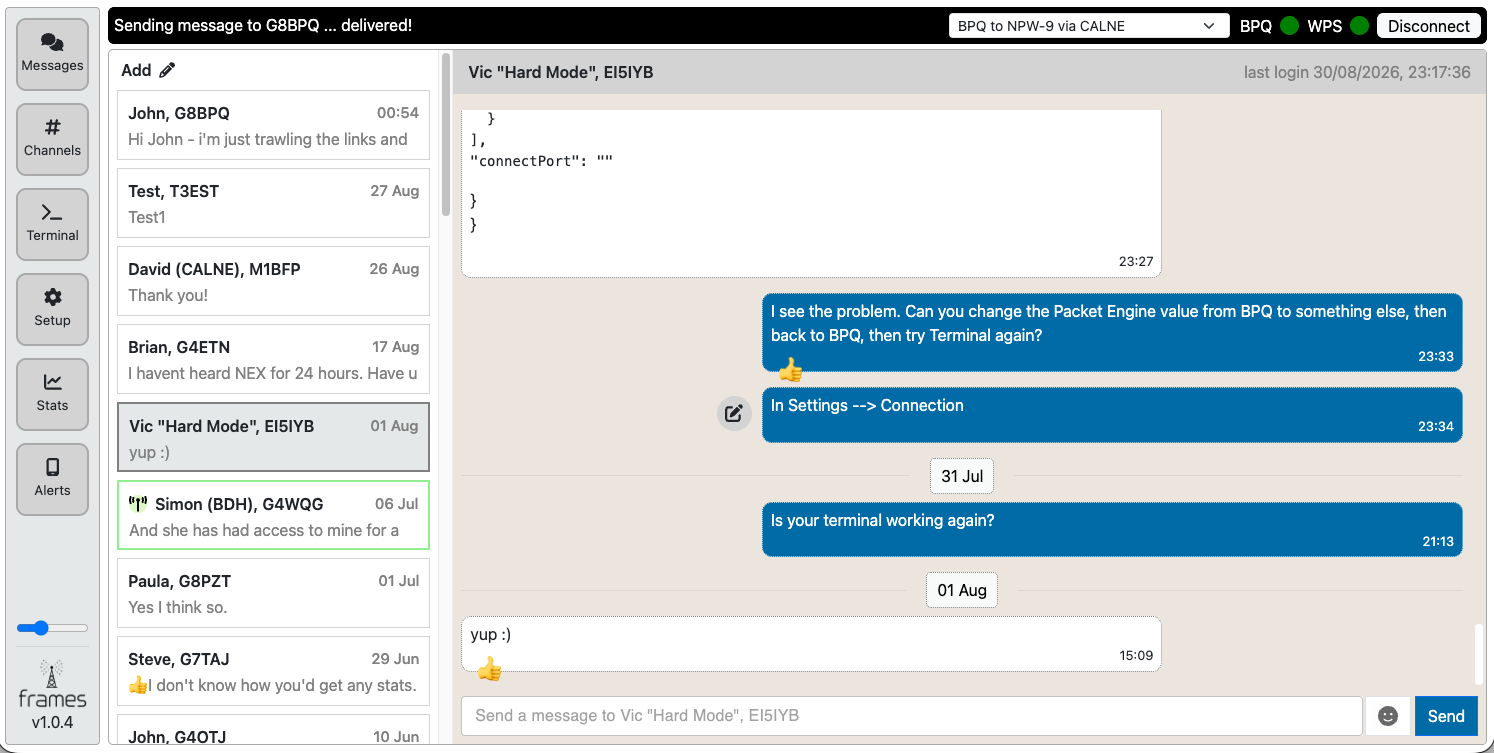 Sending message to G8BPQ ... delivered!
BPQ to NPW-9 via CALNE
BPQ
WPS
Disconnect
Messages
Channels
Terminal
Setup
Stats
Alerts
frames
v1.0.4
Add
John, G8BPQ 00:54
Hi John - i'm just trawling the links and
Test, T3EST 27 Aug
Test1
David (CALNE), M1BFP 26 Aug
Thank you!
Brian, G4ETN 17 Aug
I havent heard NEX for 24 hours. Have u
Vic "Hard Mode", EI5IYB 01 Aug
yup :)
Simon (BDH), G4WQG 06 Jul
And she has had access to mine for a
Paula, G8PZT 01 Jul
Yes I think so.
Steve, G7TAJ 29 Jun
👍I don't know how you'd get any stats.
John, G4OTJ 10 Jun
Vic "Hard Mode", EI5IYB
last login 30/08/2026, 23:17:36
}
],
"connectPort": ""
}
}
23:27
I see the problem. Can you change the Packet Engine value from BPQ to something else, then
back to BPQ, then try Terminal again?
23:33
👍
In Settings --> Connection
23:34
31 Jul
Is your terminal working again?
21:13
01 Aug
yup :)
15:09
👍
Send a message to Vic "Hard Mode", EI5IYB
Send